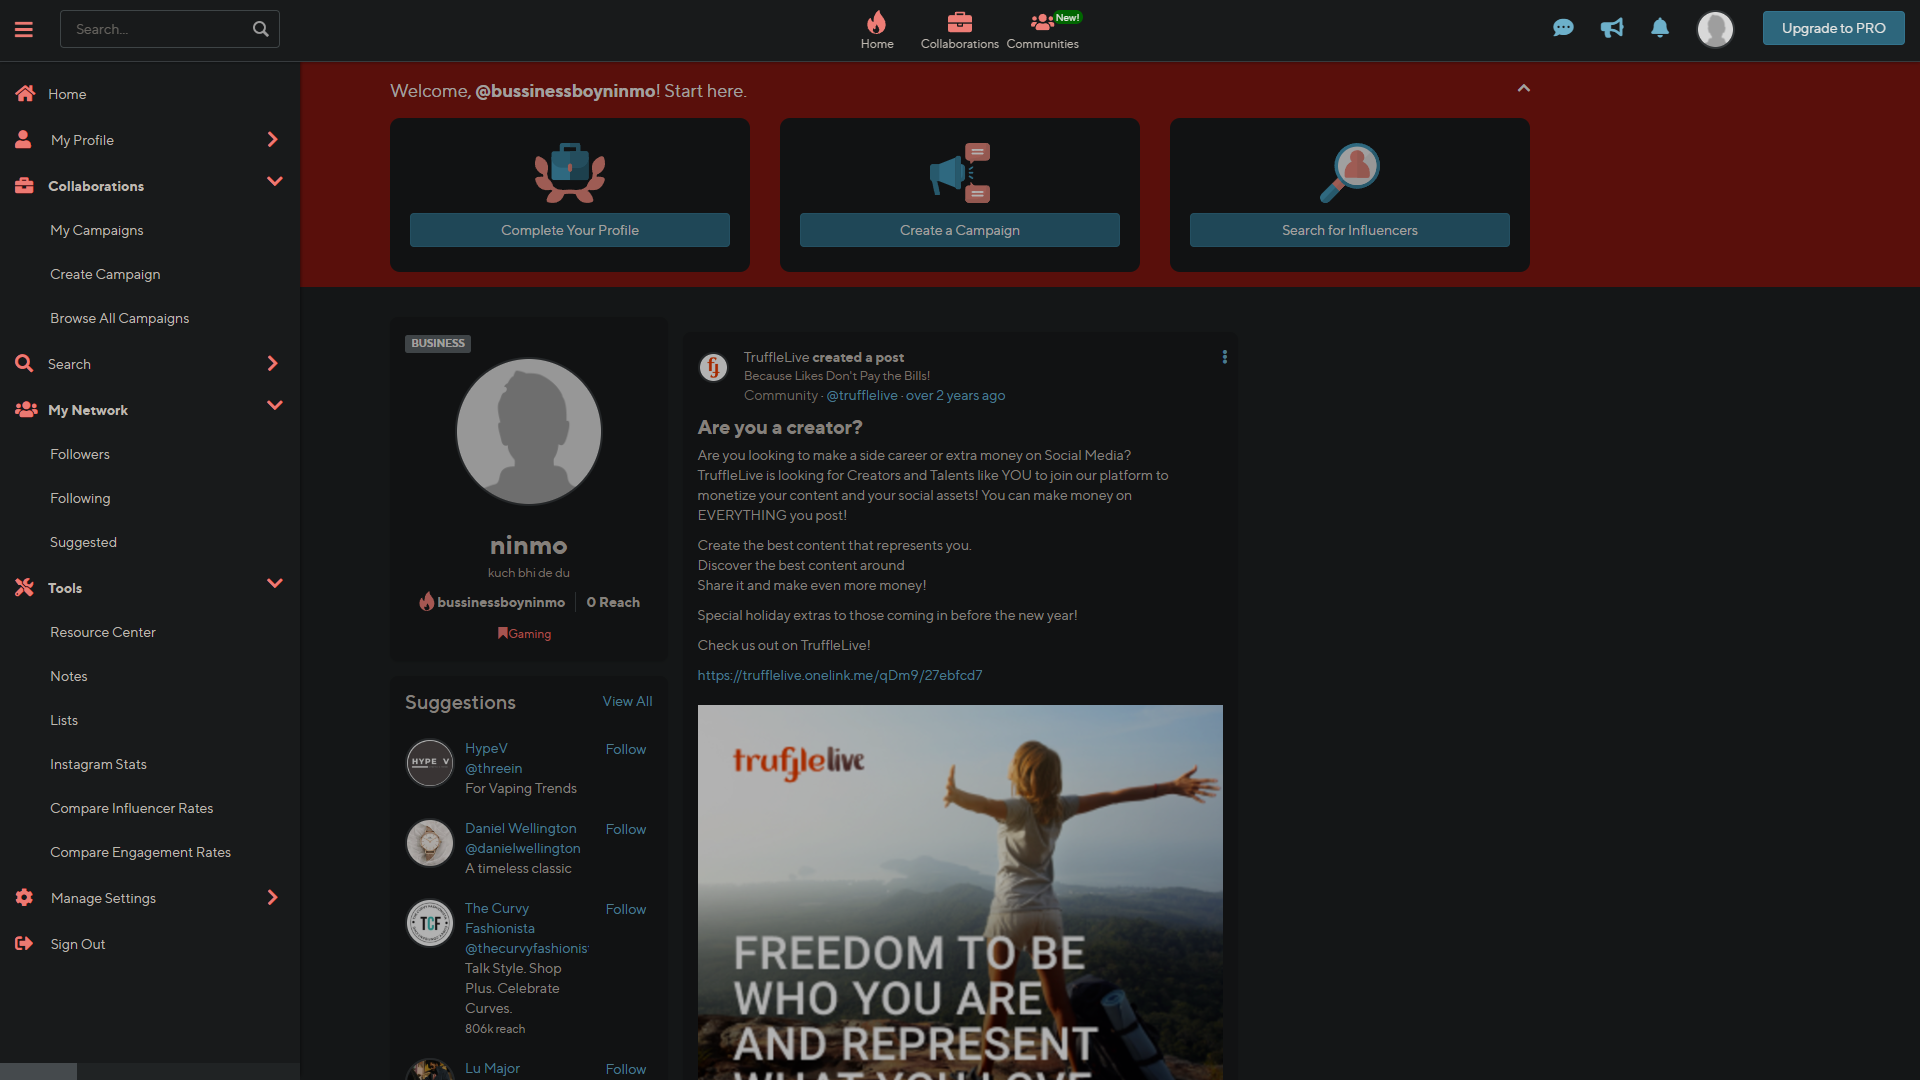 Search...
Home
Collaborations
Communities
New!
Upgrade to PRO
Home
My Profile
Collaborations
My Campaigns
Create Campaign
Browse All Campaigns
Search
My Network
Followers
Following
Suggested
Tools
Resource Center
Notes
Lists
Instagram Stats
Compare Influencer Rates
Compare Engagement Rates
Manage Settings
Sign Out
Welcome, @bussinessboyninmo! Start here.
Complete Your Profile
Create a Campaign
Search for Influencers
BUSINESS
ninmo
kuch bhi de du
bussinessboyninmo
0 Reach
Gaming
Suggestions
View All
HYPE V
HypeV
@threein
For Vaping Trends
Follow
Daniel Wellington
@danielwellington
A timeless classic
Follow
TCF
The Curvy
Fashionista
@thecurvyfashionis
Talk Style. Shop
Plus. Celebrate
Curves.
806k reach
Follow
Lu Major
Follow
TruffleLive created a post
Because Likes Don't Pay the Bills!
Community · @trufflelive · over 2 years ago
Are you a creator?
Are you looking to make a side career or extra money on Social Media?
TruffleLive is looking for Creators and Talents like YOU to join our platform to
monetize your content and your social assets! You can make money on
EVERYTHING you post!
Create the best content that represents you.
Discover the best content around
Share it and make even more money!
Special holiday extras to those coming in before the new year!
Check us out on TruffleLive!
https://trufflelive.onelink.me/qDm9/27ebfcd7
trufflelive
FREEDOM TO BE
WHO YOU ARE
AND REPRESENT
WHAT YOU LOVE